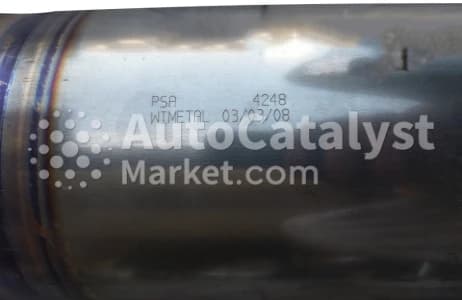 PSA 4248
WIMETAL 03/03/08
AutoCatalyst
Market.com